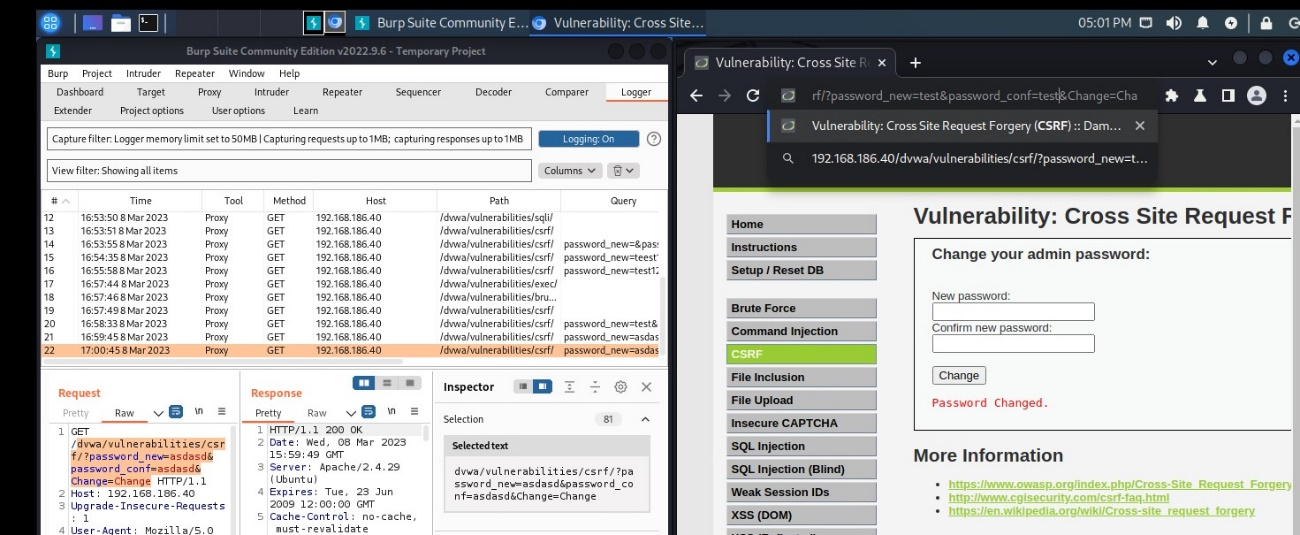 Burp Suite Community E... Vulnerability: Cross Site... 05:01 PM
Burp Suite Community Edition v2022.9.6 - Temporary Project
Burp Project Intruder Repeater Window Help
Dashboard Target Proxy Intruder Repeater Sequencer Decoder Comparer Logger
Extender Project options User options Learn
Capture filter: Logger memory limit set to 50MB | Capturing requests up to 1MB; capturing responses up to 1MB Logging: On
View filter: Showing all items Columns
# Time Tool Method Host Path Query
12 16:53:50 8 Mar 2023 Proxy GET 192.168.186.40 /dvwa/vulnerabilities/sqli/
13 16:53:51 8 Mar 2023 Proxy GET 192.168.186.40 /dvwa/vulnerabilities/csrf/
14 16:53:55 8 Mar 2023 Proxy GET 192.168.186.40 /dvwa/vulnerabilities/csrf/ password_new=&pas
15 16:54:35 8 Mar 2023 Proxy GET 192.168.186.40 /dvwa/vulnerabilities/csrf/ password_new=teest
16 16:55:58 8 Mar 2023 Proxy GET 192.168.186.40 /dvwa/vulnerabilities/csrf/ password_new=test12
17 16:57:44 8 Mar 2023 Proxy GET 192.168.186.40 /dvwa/vulnerabilities/exec/
18 16:57:46 8 Mar 2023 Proxy GET 192.168.186.40 /dvwa/vulnerabilities/bru...
19 16:57:49 8 Mar 2023 Proxy GET 192.168.186.40 /dvwa/vulnerabilities/csrf/
20 16:58:33 8 Mar 2023 Proxy GET 192.168.186.40 /dvwa/vulnerabilities/csrf/ password_new=test&
21 16:59:45 8 Mar 2023 Proxy GET 192.168.186.40 /dvwa/vulnerabilities/csrf/ password_new=asdas
22 17:00:45 8 Mar 2023 Proxy GET 192.168.186.40 /dvwa/vulnerabilities/csrf/ password_new=asdas
Request
Pretty Raw \n
1 GET
/dvwa/vulnerabilities/csr
f/?password_new=asdasd&
password_conf=asdasd&
Change=Change HTTP/1.1
2 Host: 192.168.186.40
3 Upgrade-Insecure-Requests
: 1
4 User-Agent: Mozilla/5.0
Response
Pretty Raw \n
1 HTTP/1.1 200 OK
2 Date: Wed, 08 Mar 2023
15:59:49 GMT
3 Server: Apache/2.4.29
(Ubuntu)
4 Expires: Tue, 23 Jun
2009 12:00:00 GMT
5 Cache-Control: no-cache,
must-revalidate
Inspector
Selection 81
Selected text
dvwa/vulnerabilities/csrf/?pa
ssword_new=asdasd&password_co
nf=asdasd&Change=Change
Vulnerability: Cross Site R
rf/?password_new=test&password_conf=test&Change=Cha
Vulnerability: Cross Site Request Forgery (CSRF) :: Dam...
192.168.186.40/dvwa/vulnerabilities/csrf/?password_new=t...
Home
Instructions
Setup / Reset DB
Brute Force
Command Injection
CSRF
File Inclusion
File Upload
Insecure CAPTCHA
SQL Injection
SQL Injection (Blind)
Weak Session IDs
XSS (DOM)
Vulnerability: Cross Site Request F
Change your admin password:
New password:
Confirm new password:
Change
Password Changed.
More Information
https://www.owasp.org/index.php/Cross-Site_Request_Forgery
http://www.cgisecurity.com/csrf-faq.html
https://en.wikipedia.org/wiki/Cross-site_request_forgery